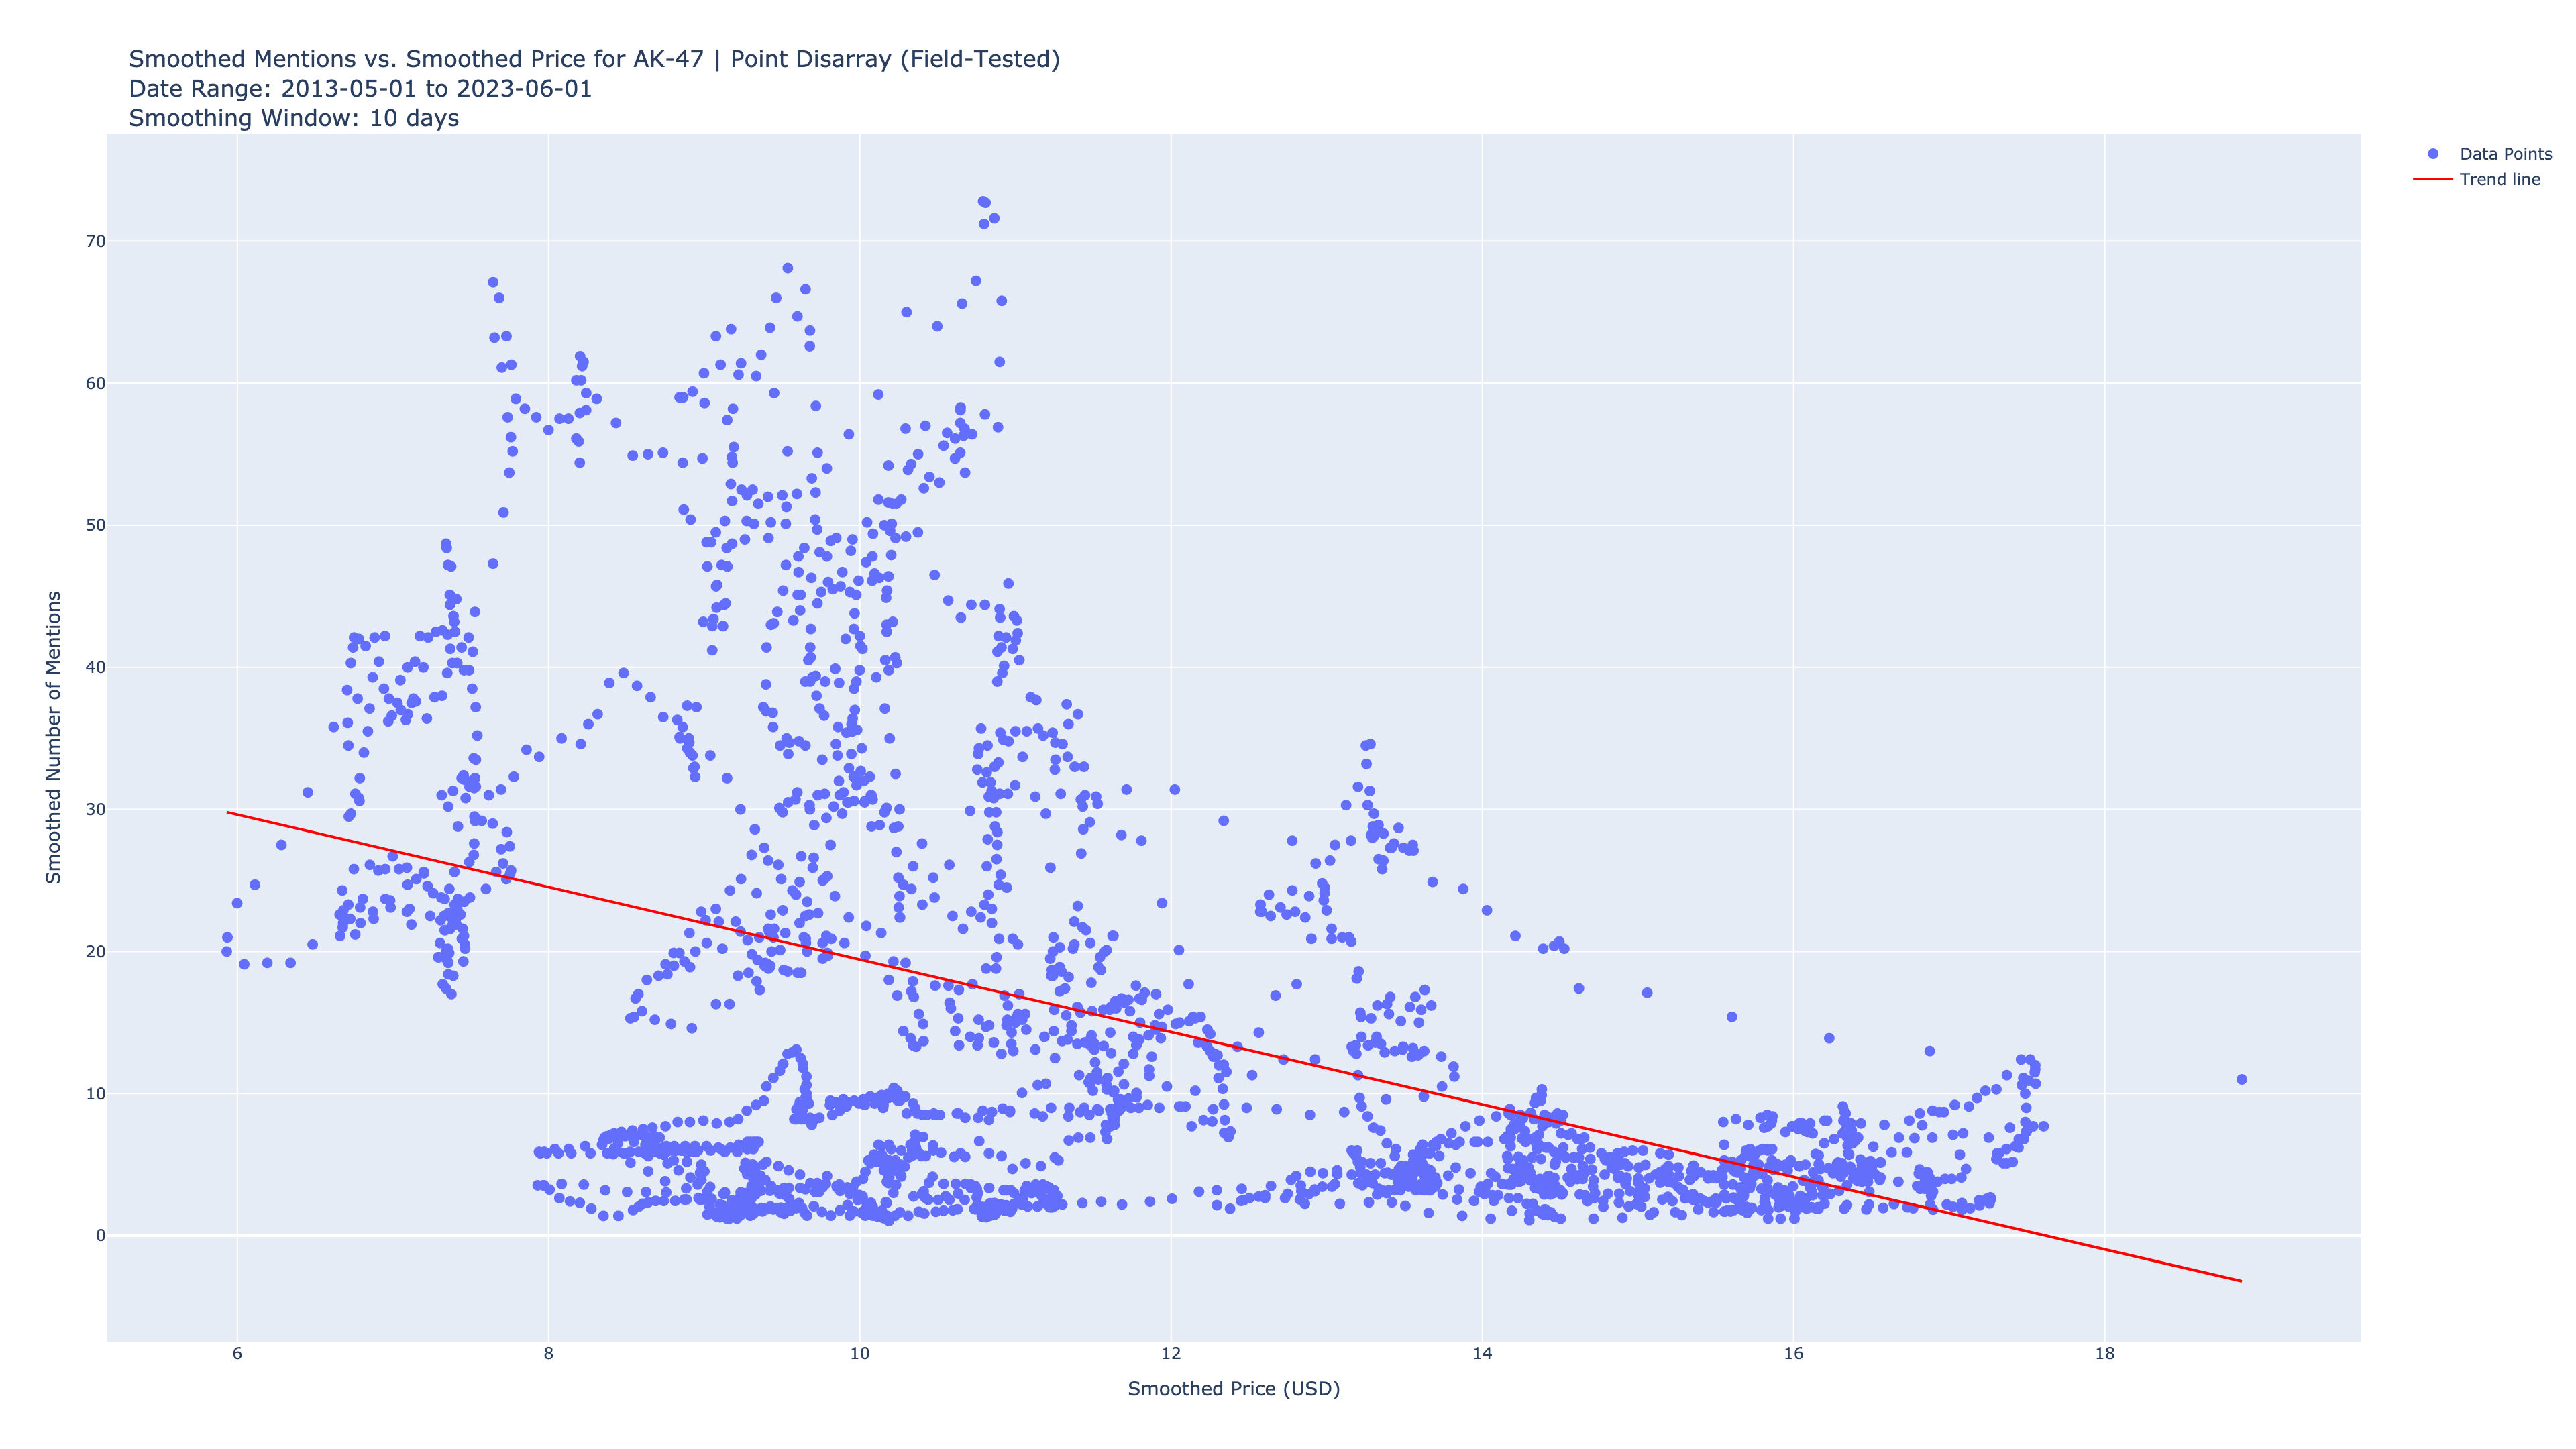 Smoothed Mentions vs. Smoothed Price for AK-47 | Point Disarray (Field-Tested)
Date Range: 2013-05-01 to 2023-06-01
Smoothing Window: 10 days
Data Points
Trend line
70
60
50
40
30
20
10
0
Smoothed Number of Mentions
6 8 10 12 14 16 18
Smoothed Price (USD)